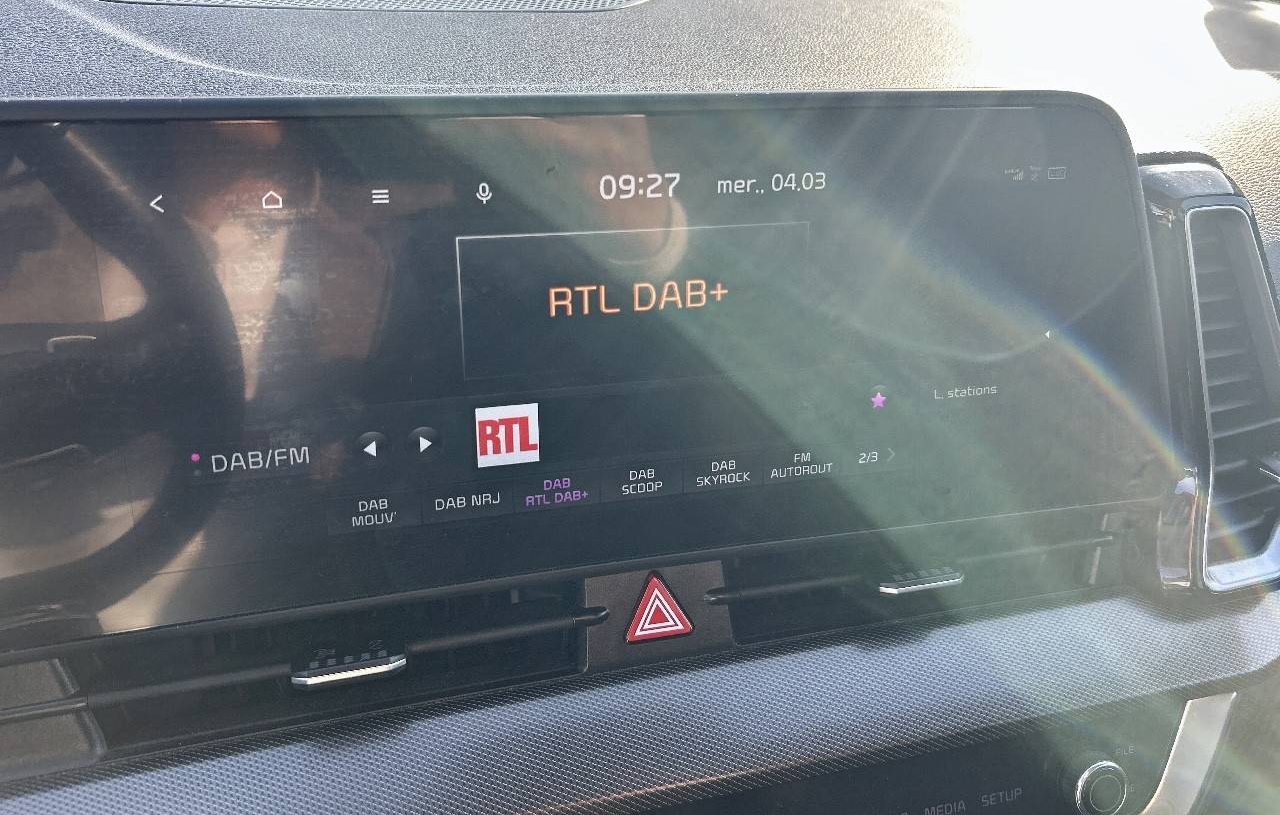 09:27 mer., 04.03
RTL DAB+
L. stations
RTL
DAB/FM
DAB
MOUV'
DAB NRJ
DAB
RTL DAB+
DAB
SCOOP
DAB
SKYROCK
FM
AUTOROUT
2/3
FILE
MEDIA
SETUP